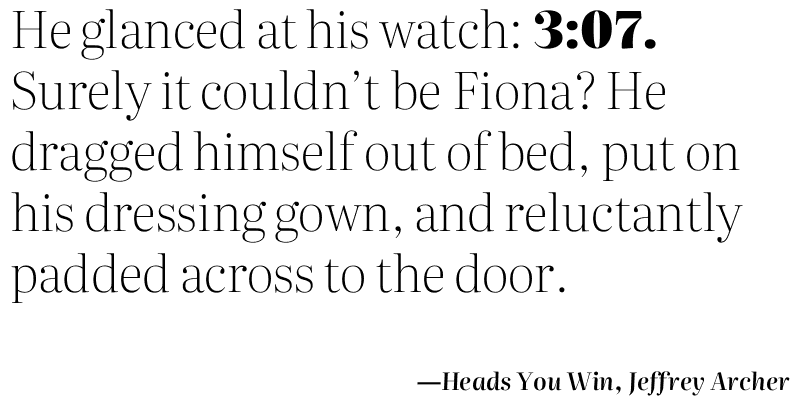 He glanced at his watch: 3:07.
Surely it couldn’t be Fiona? He
dragged himself out of bed, put on
his dressing gown, and reluctantly
padded across to the door.
—Heads You Win, Jeffrey Archer